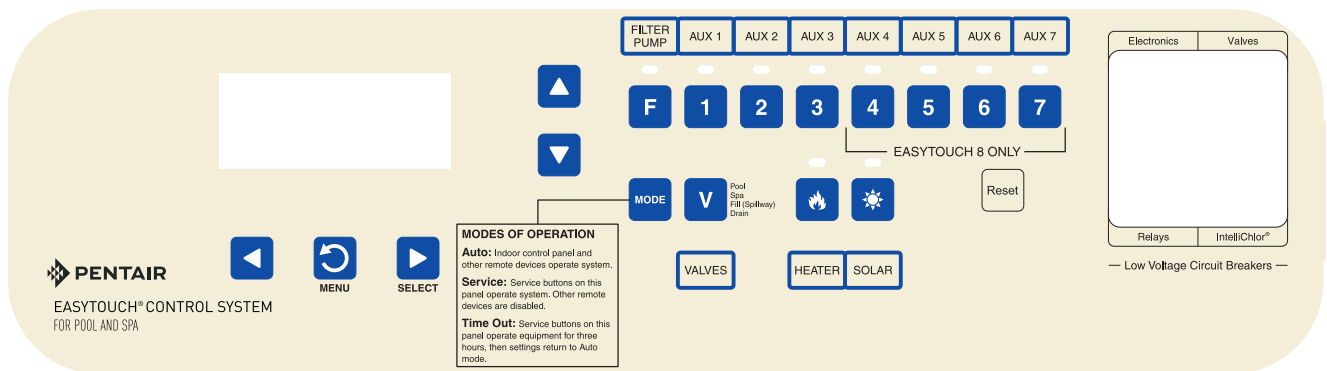 FILTER PUMP AUX 1 AUX 2 AUX 3 AUX 4 AUX 5 AUX 6 AUX 7
F 1 2 3 4 5 6 7
EASYTOUCH 8 ONLY
MODE V
Pool
Spa
Fill (Spillway)
Drain
Reset
VALVES HEATER SOLAR
Electronics Valves
Relays IntelliChlor®
Low Voltage Circuit Breakers
MENU SELECT
PENTAIR
EASYTOUCH® CONTROL SYSTEM
FOR POOL AND SPA
MODES OF OPERATION
Auto: Indoor control panel and
other remote devices operate system.
Service: Service buttons on this
panel operate system. Other remote
devices are disabled.
Time Out: Service buttons on this
panel operate equipment for three
hours, then settings return to Auto
mode.